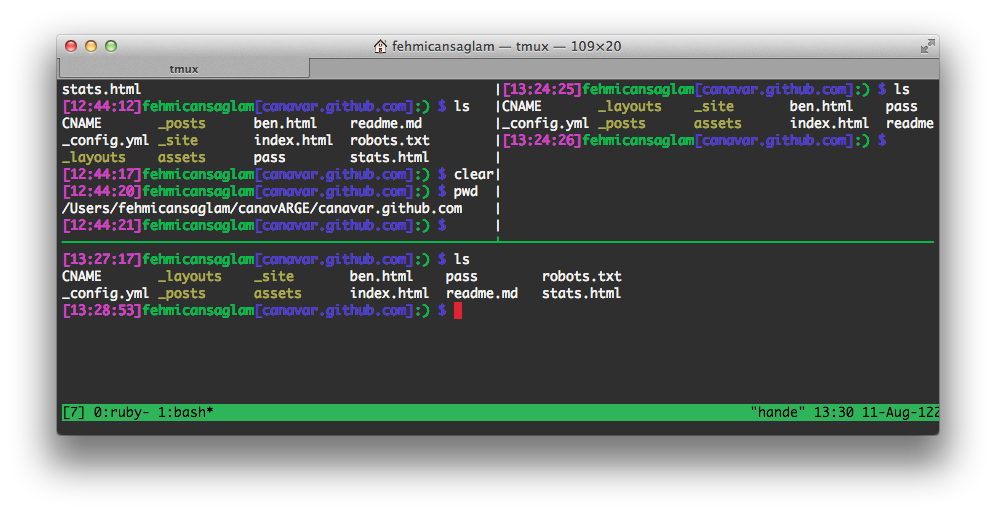 fehmicansaglam — tmux — 109×20
tmux
stats.html
[12:44:12]fehmicansaglam[canavar.github.com]:) $ ls
CNAME _posts ben.html readme.md
_config.yml _site index.html robots.txt
_layouts assets pass stats.html
[12:44:17]fehmicansaglam[canavar.github.com]:) $ clear
[12:44:20]fehmicansaglam[canavar.github.com]:) $ pwd
/Users/fehmicansaglam/canavARGE/canavar.github.com
[12:44:21]fehmicansaglam[canavar.github.com]:) $
[13:24:25]fehmicansaglam[canavar.github.com]:) $ ls
CNAME _layouts _site ben.html pass
_config.yml _posts assets index.html readme
[13:24:26]fehmicansaglam[canavar.github.com]:) $
[13:27:17]fehmicansaglam[canavar.github.com]:) $ ls
CNAME _layouts _site ben.html pass robots.txt
_config.yml _posts assets index.html readme.md stats.html
[13:28:53]fehmicansaglam[canavar.github.com]:) $
[7] 0:ruby- 1:bash* "hande" 13:30 11-Aug-122